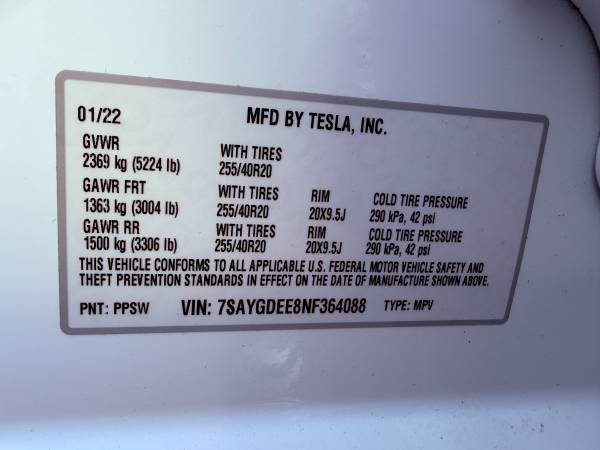 01/22 MFD BY TESLA, INC.
GVWR
2369 kg (5224 lb) WITH TIRES 255/40R20
GAWR FRT WITH TIRES RIM COLD TIRE PRESSURE
1363 kg (3004 lb) 255/40R20 20X9.5J 290 kPa, 42 psi
GAWR RR WITH TIRES RIM COLD TIRE PRESSURE
1500 kg (3306 lb) 255/40R20 20X9.5J 290 kPa, 42 psi
THIS VEHICLE CONFORMS TO ALL APPLICABLE U.S. FEDERAL MOTOR VEHICLE SAFETY AND
THEFT PREVENTION STANDARDS IN EFFECT ON THE DATE OF MANUFACTURE SHOWN ABOVE.
PNT: PPSW VIN: 7SAYGDEE8NF364088 TYPE: MPV